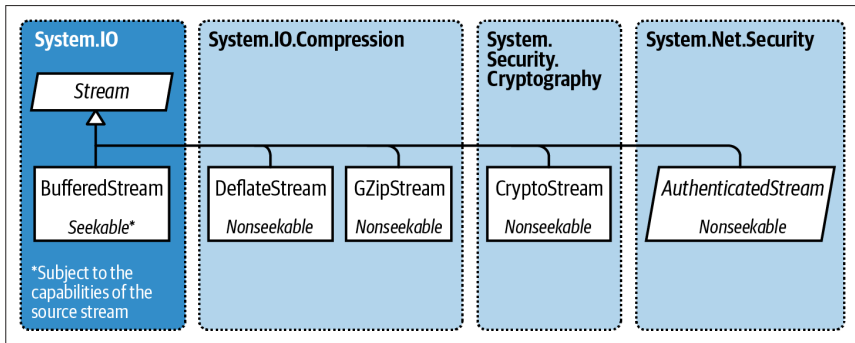 System.IO
Stream
BufferedStream
Seekable*
*Subject to the
capabilities of the
source stream
System.IO.Compression
DeflateStream
Nonseekable
GZipStream
Nonseekable
System.
Security.
Cryptography
CryptoStream
Nonseekable
System.Net.Security
AuthenticatedStream
Nonseekable